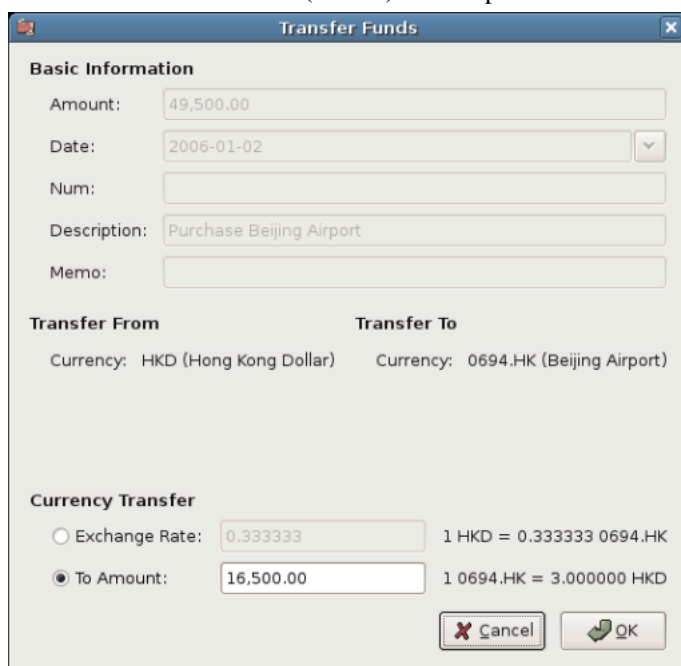 Transfer Funds
Basic Information
Amount: 49,500.00
Date: 2006-01-02
Num:
Description: Purchase Beijing Airport
Memo:
Transfer From Transfer To
Currency: HKD (Hong Kong Dollar) Currency: 0694.HK (Beijing Airport)
Currency Transfer
Exchange Rate: 0.333333 1 HKD = 0.333333 0694.HK
To Amount: 16,500.00 1 0694.HK = 3.000000 HKD
Cancel OK